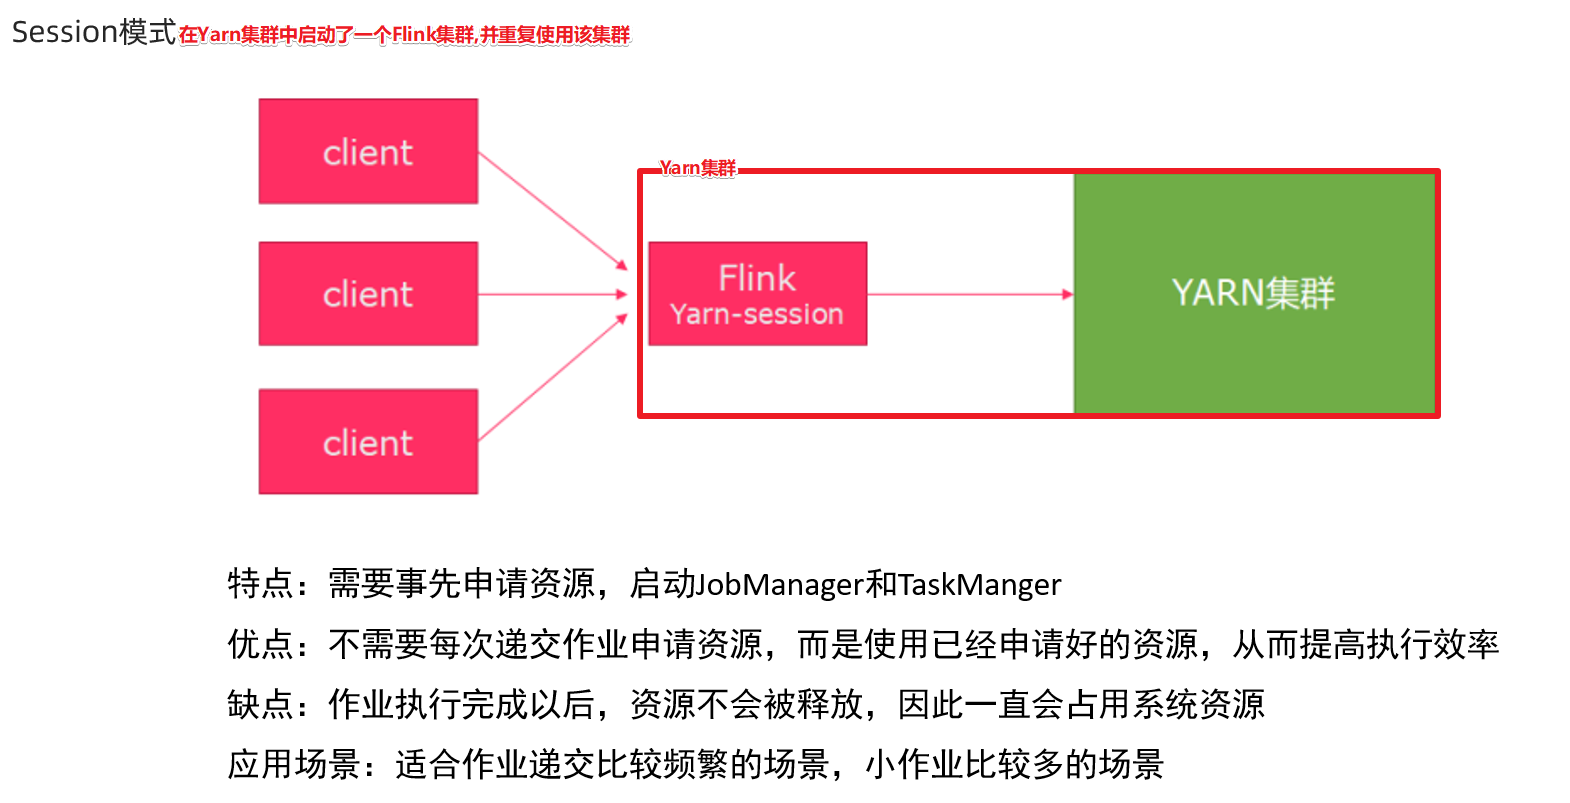 Session模式在Yarn集群中启动了一个Flink集群,并重复使用该集群
client
Yarn集群
client
Flink
Yarn-session
YARN集群
client
特点：需要事先申请资源，启动JobManager和TaskManger
优点：不需要每次递交作业申请资源，而是使用已经申请好的资源，从而提高执行效率
缺点：作业执行完成以后，资源不会被释放，因此一直会占用系统资源
应用场景：适合作业递交比较频繁的场景，小作业比较多的场景